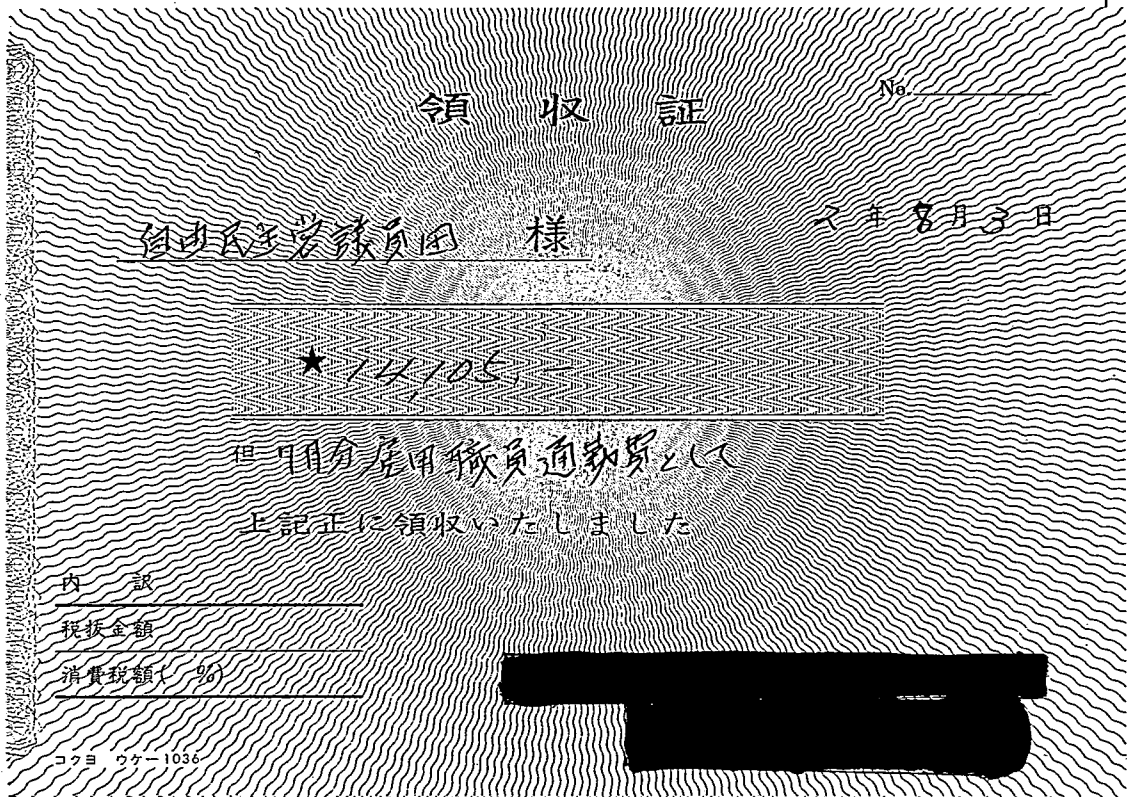 領収証
No.
自由民主党議員団 様
2年8月3日
★14,105.-
但 7月分雇用職員通勤費として
上記正に領収いたしました
内訳
税抜金額
消費税額( %)
コクヨ ウケ-1036